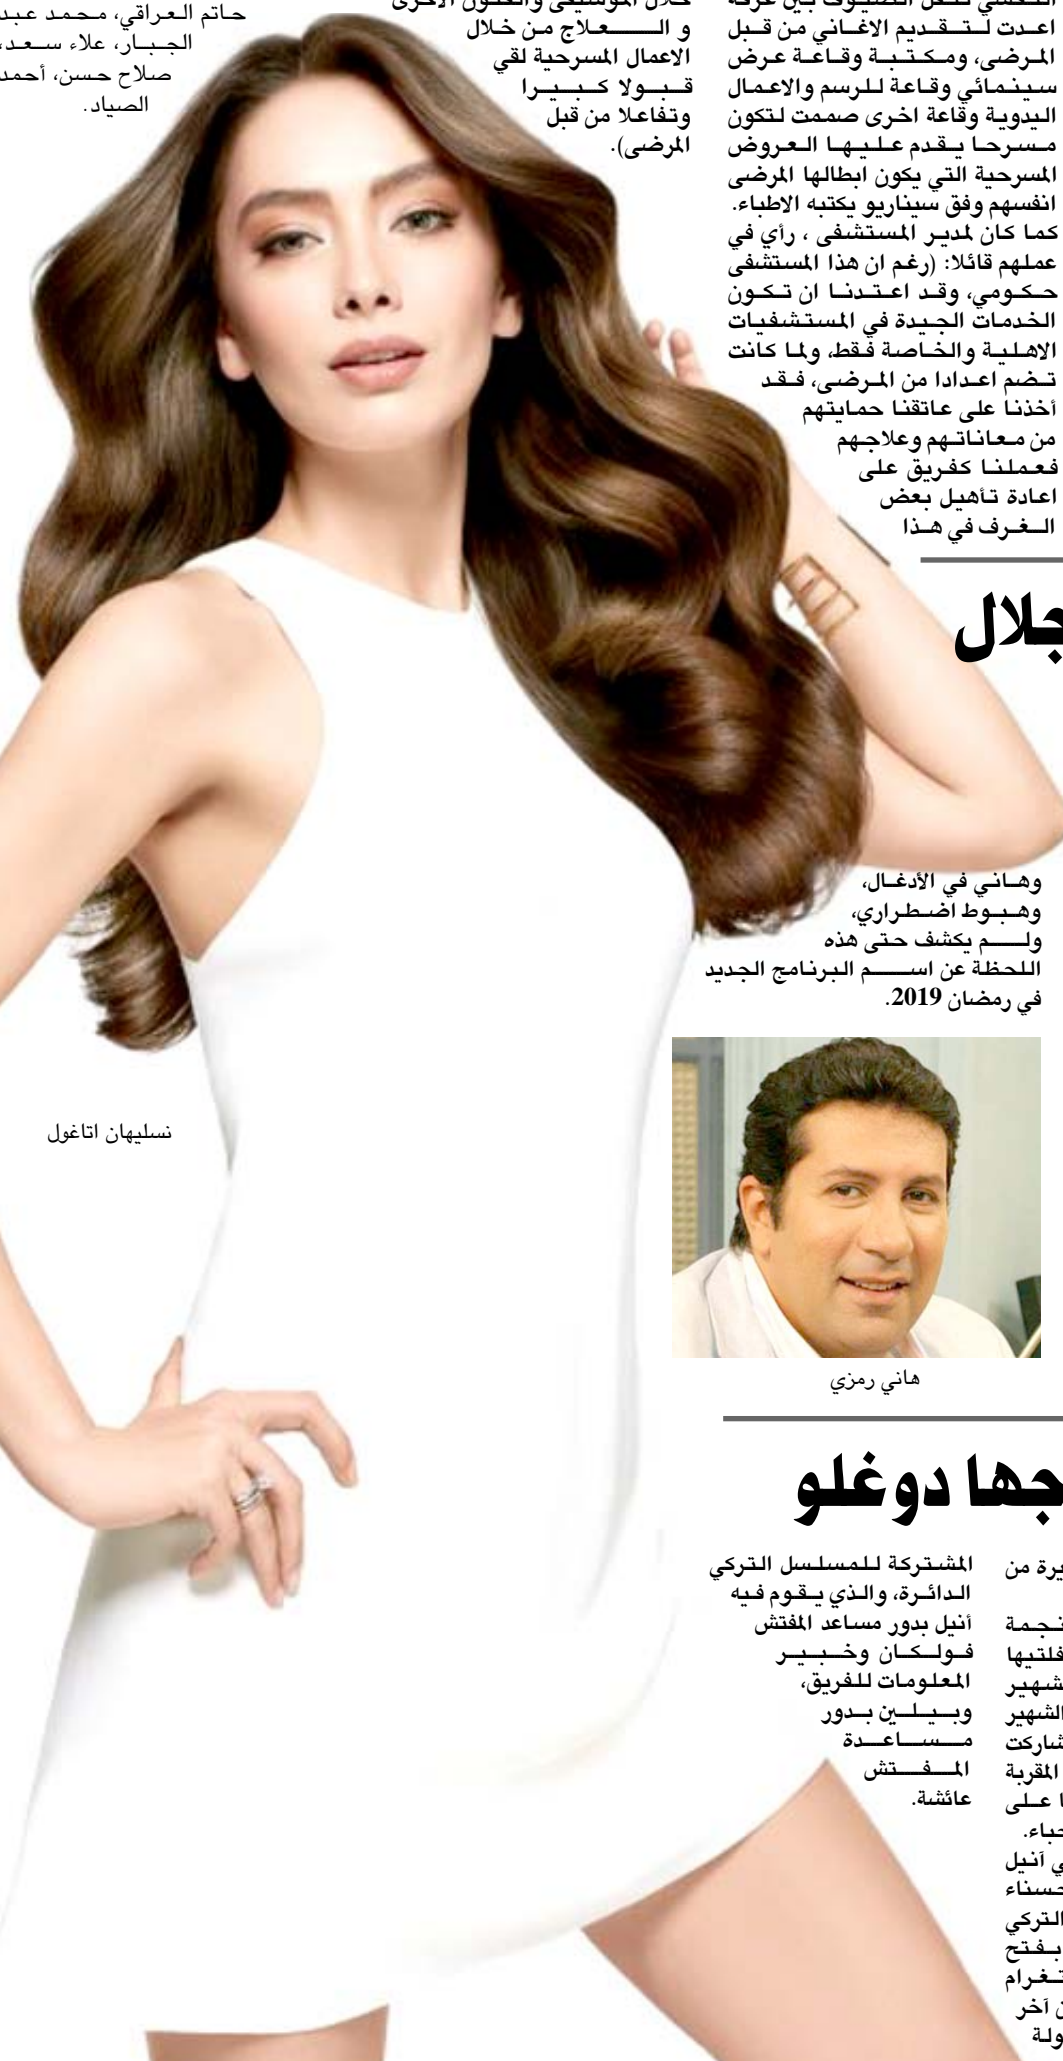 اعدت لتقديم الاغاني من قبل
المرضى، ومكتبة وقاعة عرض
سينمائي وقاعة للرسم والاعمال
اليدوية وقاعة اخرى صممت لتكون
مسرحا يقدم عليها العروض
المسرحية التي يكون ابطالها المرضى
انفسهم وفق سيناريو يكتبه الاطباء.
كما كان لمدير المستشفى ، رأي في
عملهم قائلا: (رغم ان هذا المستشفى
حكومي، وقد اعتدنا ان تكون
الخدمات الجيدة في المستشفيات
الاهلية والخاصة فقط، ولما كانت
تضم اعدادا من المرضى، فقد
أخذنا على عاتقنا حمايتهم
من معاناتهم وعلاجهم
فعملنا كفريق على
اعادة تأهيل بعض
الغرف في هذا
خلال الموسيقى والفنون الاخرى
و العلاج من خلال
الاعمال المسرحية لقي
قبولا كبيرا
وتفاعلا من قبل
المرضى).
حاتم العراقي، محمد عبد
الجبار، علاء سعد،
صلاح حسن، أحمد
الصياد.
جلال
وهاني في الأدغال،
وهبوط اضطراري،
ولم يكشف حتى هذه
اللحظة عن اسم البرنامج الجديد
في رمضان 2019.
هاني رمزي
نسليهان اتاغول
جها دوغلو
يرة من
نجمة
فلتيها
شهير
الشهير
شاركت
المقربة
ا على
حباء.
ي آنيل
حسناء
التركي
بفتح
تغرام
ن آخر
ولة
المشتركة للمسلسل التركي
الدائرة، والذي يقوم فيه
أنيل بدور مساعد المفتش
فولكان وخبير
المعلومات للفريق،
وبيلين بدور
مساعدة
المفتش
عائشة.